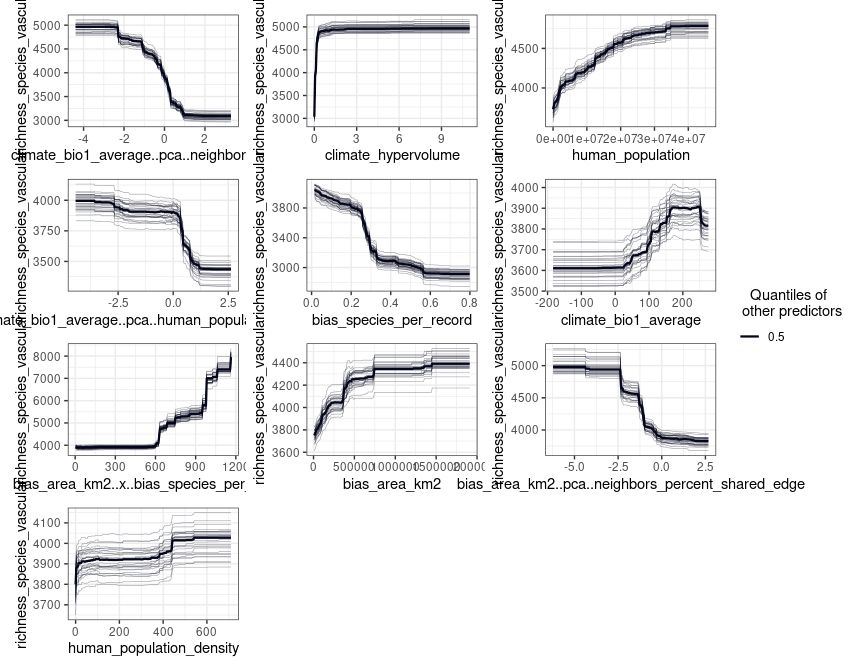 richness_species_vascular
5000
4500
4000
3500
3000
-4
-2
0
2
climate_bio1_average..pca..neighbor
richness_species_vascular
5000
4000
3000
0
3
6
9
climate_hypervolume
richness_species_vascular
4500
4000
0e+00
1e+07
2e+07
3e+07
4e+07
human_population
richness_species_vascular
4000
3750
3500
-2.5
0.0
2.5
mate_bio1_average..pca..human_popula
richness_species_vascular
3800
3400
3000
0.0
0.2
0.4
0.6
0.8
bias_species_per_record
richness_species_vascular
4000
3900
3800
3700
3600
3500
-200
-100
0
100
200
climate_bio1_average
Quantiles of
other predictors
0.5
richness_species_vascular
8000
7000
6000
5000
4000
0
300
600
900
1200
bias_area_km2..x..bias_species_per_
richness_species_vascular
4400
4200
4000
3800
3600
0
500000
1000000
1500000
20000
bias_area_km2
richness_species_vascular
5000
4500
4000
-5.0
-2.5
0.0
2.5
bias_area_km2..pca..neighbors_percent_shared_edge
richness_species_vascular
4100
4000
3900
3800
3700
0
200
400
600
human_population_density